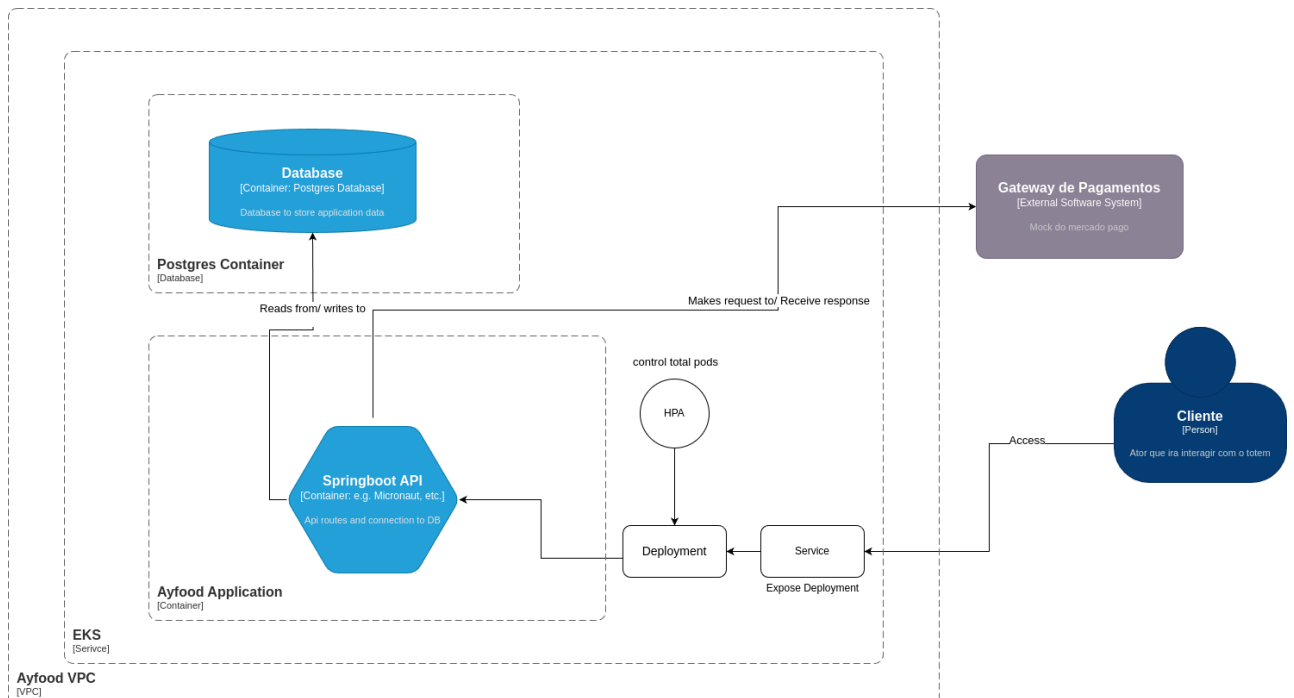 Database
[Container: Postgres Database]
Database to store application data
Postgres Container
[Database]
Reads from/ writes to
Makes request to/ Receive response
Gateway de Pagamentos
[External Software System]
Mock do mercado pago
control total pods
HPA
Cliente
[Person]
Ator que ira interagir com o totem
Access
Springboot API
[Container: e.g. Micronaut, etc.]
Api routes and connection to DB
Deployment
Service
Expose Deployment
Ayfood Application
[Container]
EKS
[Serivce]
Ayfood VPC
[VPC]